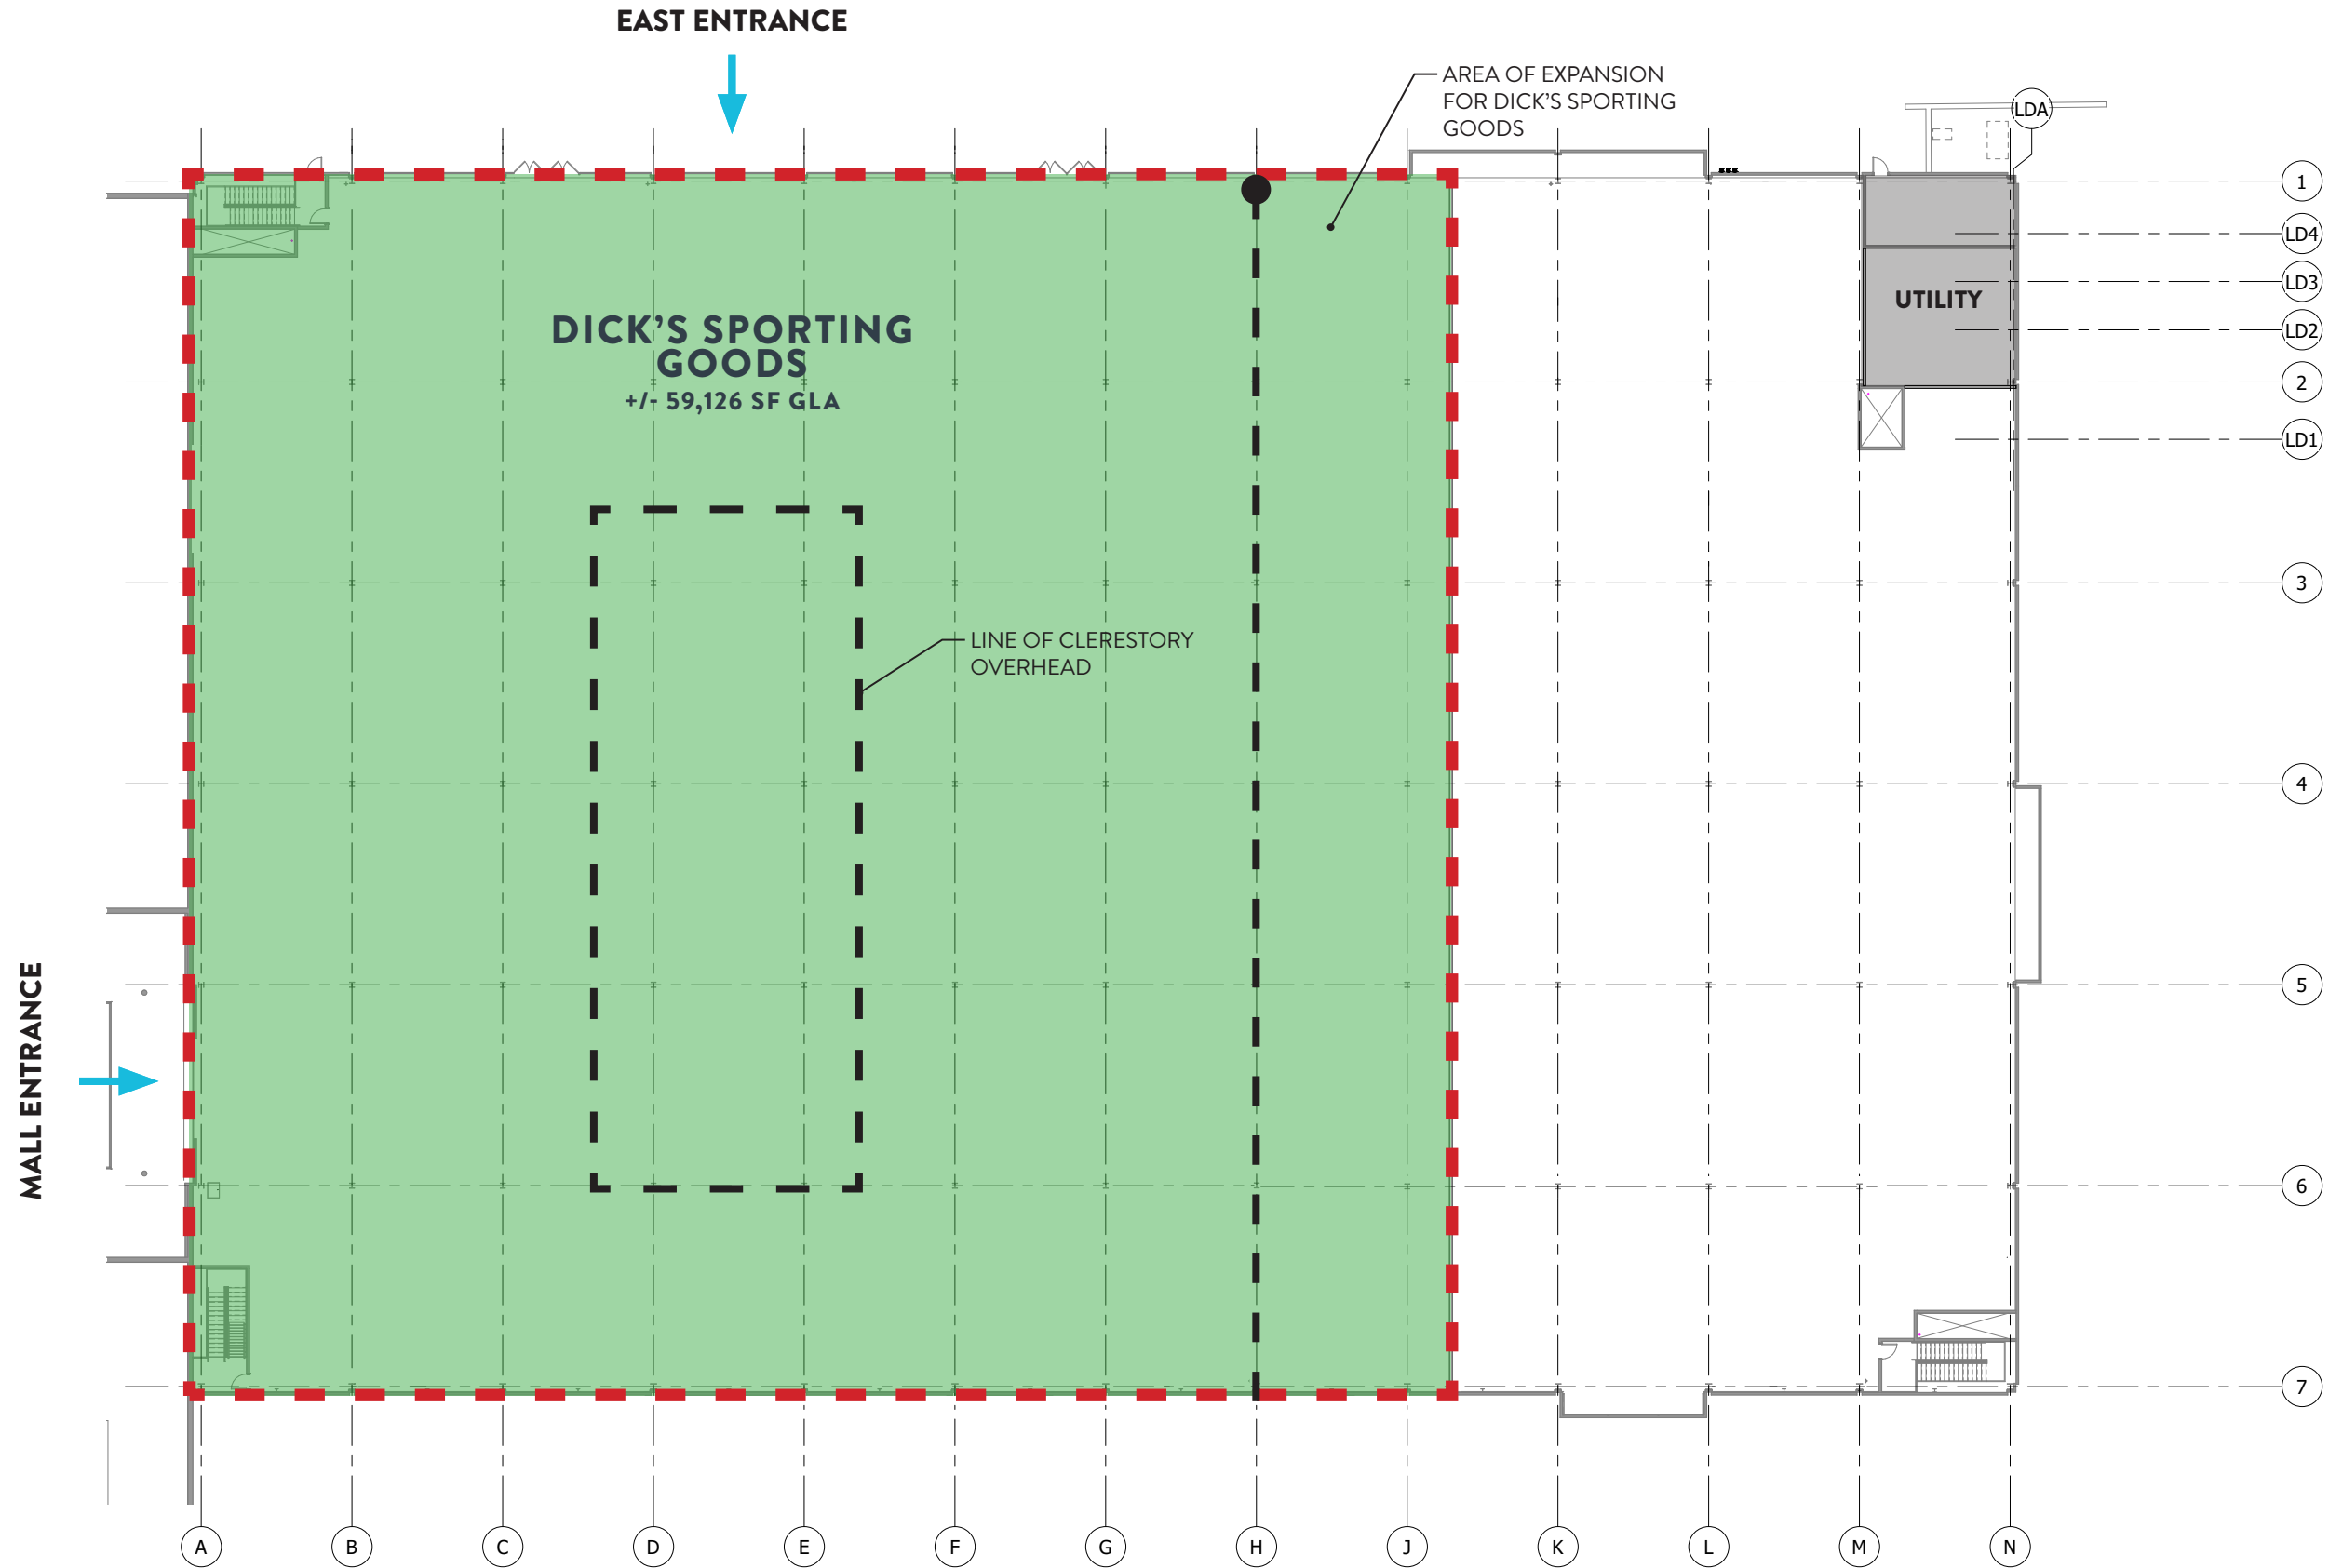 EAST ENTRANCE
AREA OF EXPANSION
FOR DICK'S SPORTING
GOODS
LDA
1
LD4
UTILITY
LD3
LD2
DICK'S SPORTING
GOODS
+/- 59,126 SF GLA
2
LD1
3
LINE OF CLERESTORY
OVERHEAD
4
5
MALL ENTRANCE
6
7
A
B
C
D
E
F
G
H
J
K
L
M
N